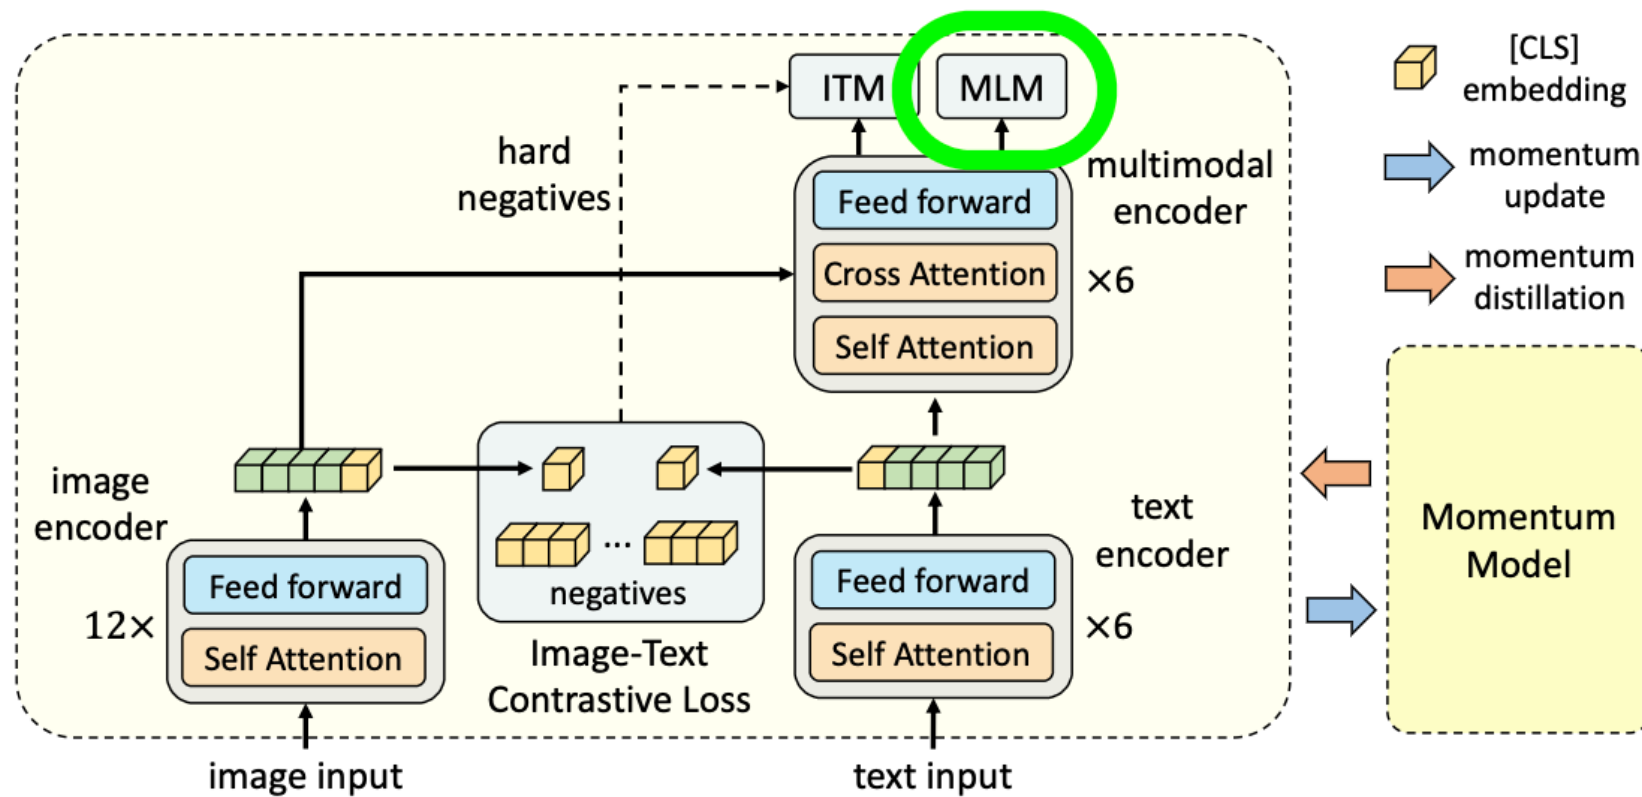 ITM
MLM
[CLS]
embedding
hard
negatives
multimodal
encoder
momentum
update
Feed forward
Cross Attention
×6
momentum
distillation
Self Attention
image
encoder
text
encoder
...
negatives
Feed forward
12×
Self Attention
Feed forward
×6
Self Attention
Image-Text
Contrastive Loss
Momentum
Model
image input
text input